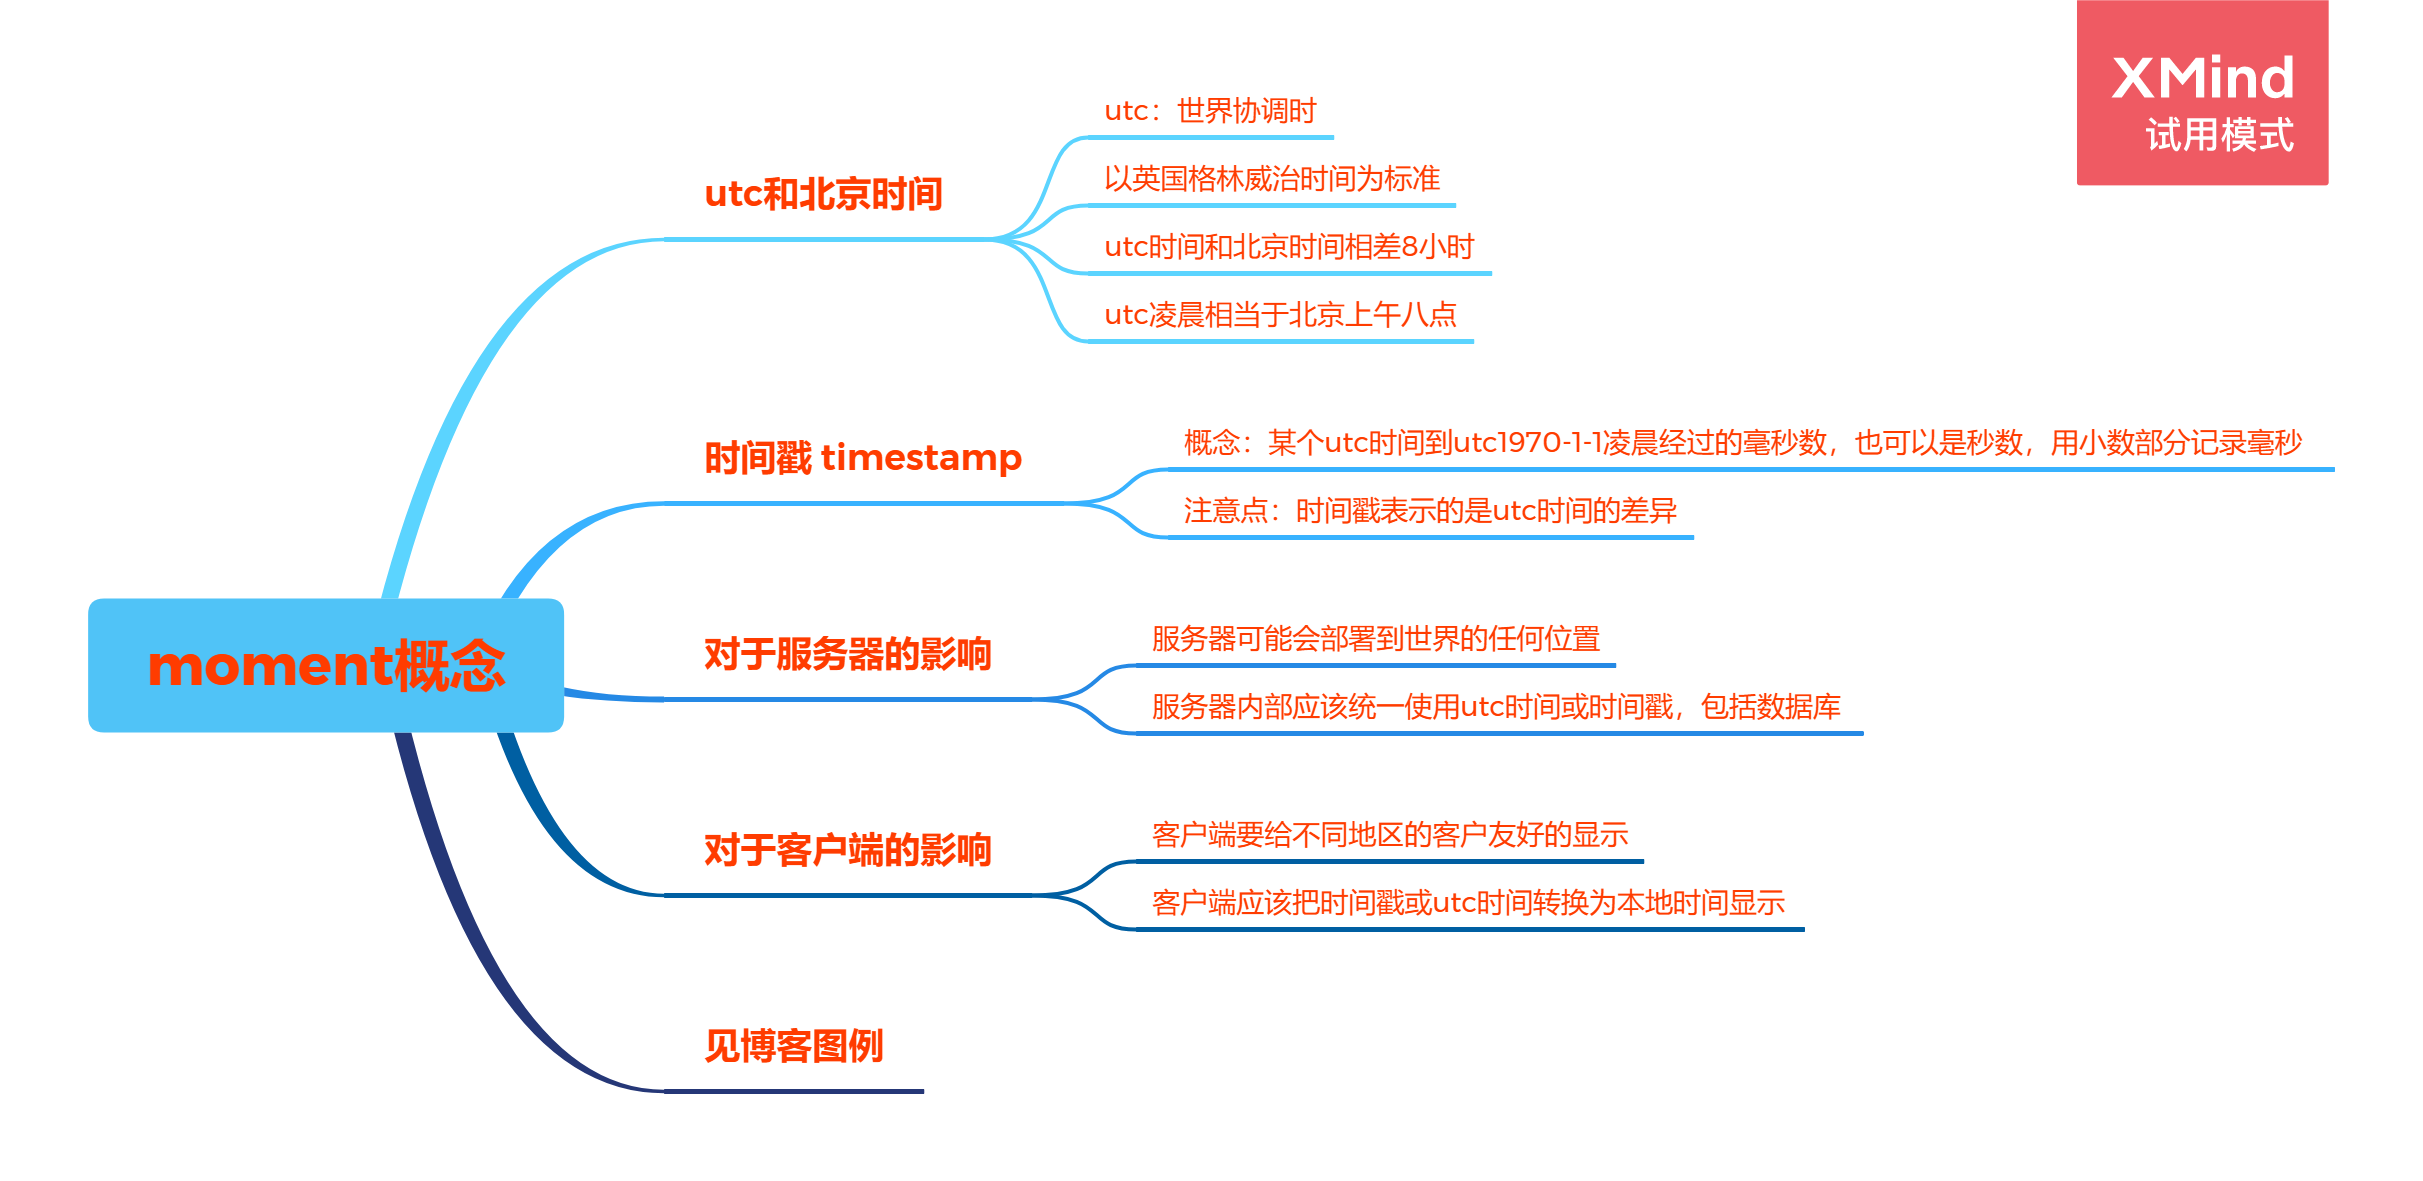 XMind
试用模式
moment概念
utc和北京时间
utc：世界协调时
以英国格林威治时间为标准
utc时间和北京时间相差8小时
utc凌晨相当于北京上午八点
时间戳 timestamp
概念：某个utc时间到utc1970-1-1凌晨经过的毫秒数，也可以是秒数，用小数部分记录毫秒
注意点：时间戳表示的是utc时间的差异
对于服务器的影响
服务器可能会部署到世界的任何位置
服务器内部应该统一使用utc时间或时间戳，包括数据库
对于客户端的影响
客户端要给不同地区的客户友好的显示
客户端应该把时间戳或utc时间转换为本地时间显示
见博客图例